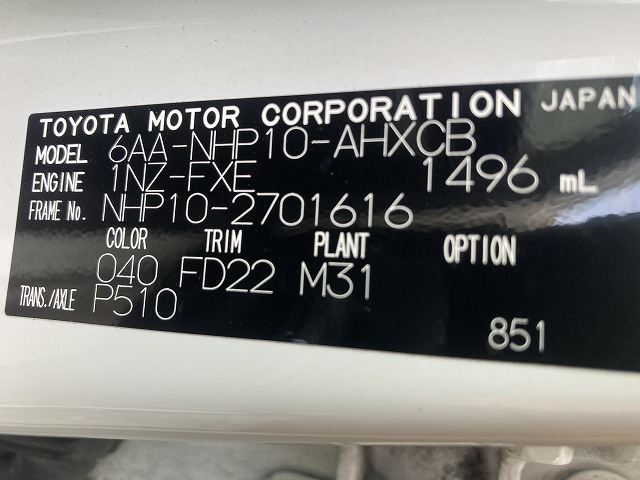 TOYOTA MOTOR CORPORATION JAPAN
MODEL 6AA-NHP10-AHXCB
ENGINE 1NZ-FXE 1496 mL
FRAME No. NHP10-2701616
COLOR TRIM PLANT OPTION
040 FD22 M31
TRANS./AXLE P510
851